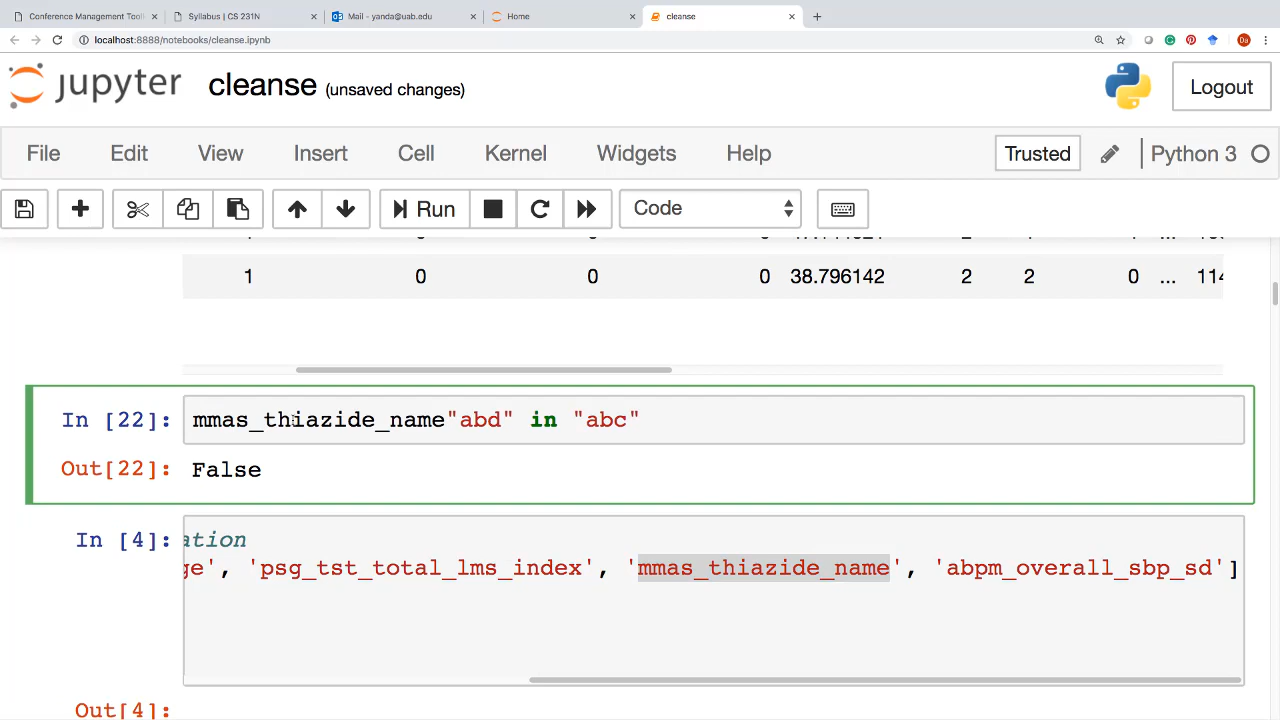 Conference Management Toolk
Syllabus | CS 231N
Mail - yanda@uab.edu
Home
cleanse
localhost:8888/notebooks/cleanse.ipynb
Da
jupyter cleanse (unsaved changes)
Logout
File Edit View Insert Cell Kernel Widgets Help
Trusted
Python 3
Run
Code
1 0 0 0 38.796142 2 2 0 ... 114
In [22]: mmas_thiazide_name"abd" in "abc"
Out[22]: False
In [4]: ation
ge', 'psg_tst_total_lms_index', 'mmas_thiazide_name', 'abpm_overall_sbp_sd']
Out[4]: